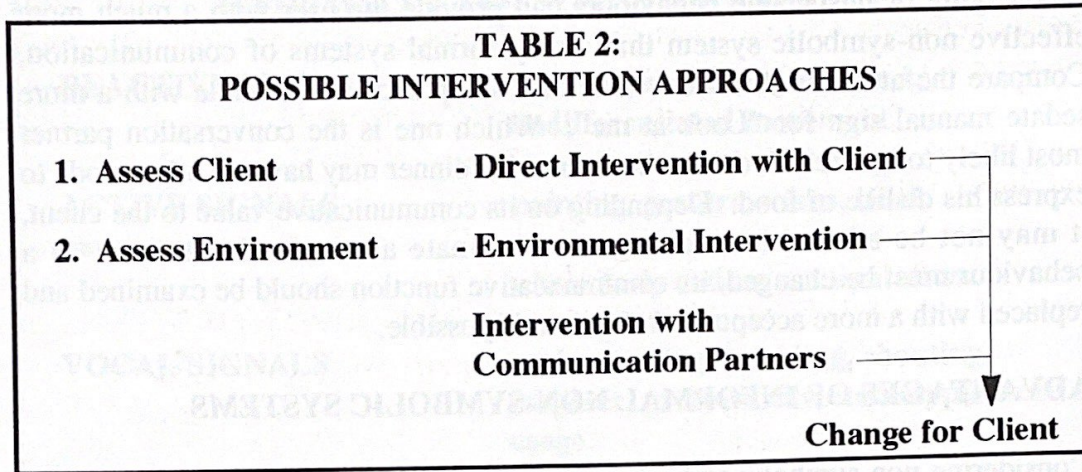 TABLE 2:
POSSIBLE INTERVENTION APPROACHES
1. Assess Client - Direct Intervention with Client
2. Assess Environment - Environmental Intervention
Intervention with
Communication Partners
Change for Client